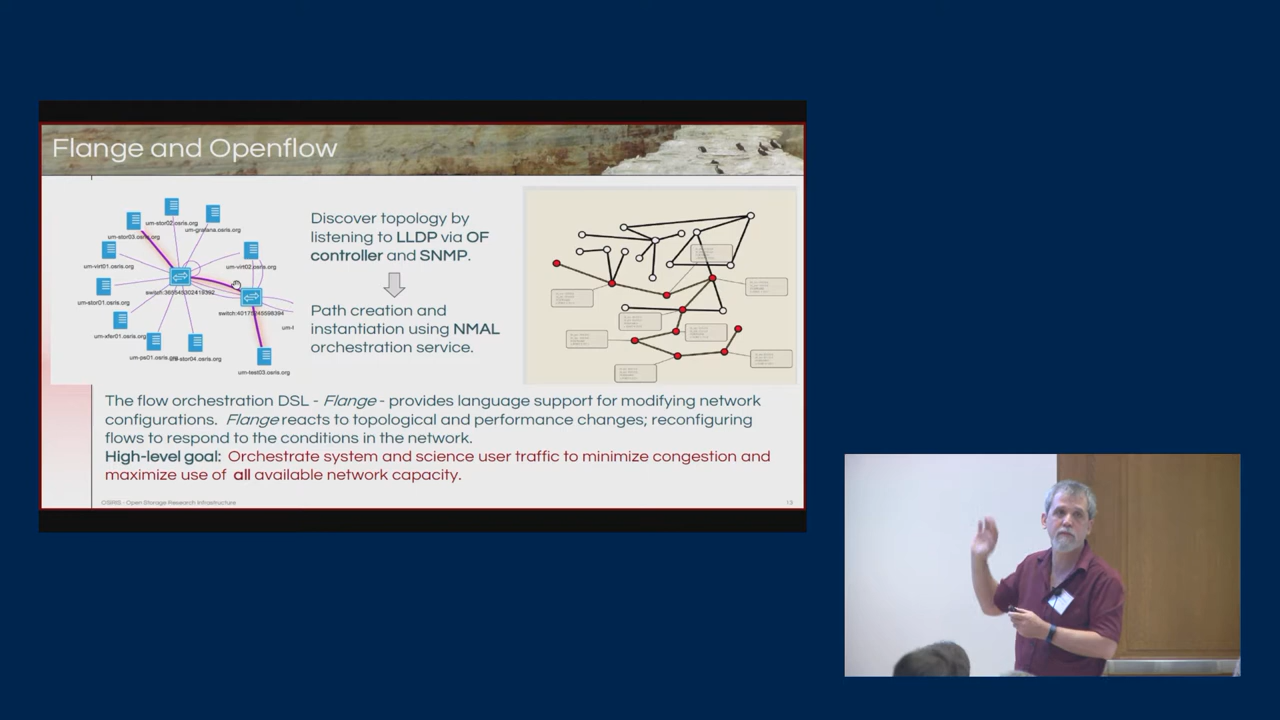 Flange and Openflow
um-stor02.osris.org
um-stor03.osris.org
um-grafana.osris.org
um-virt01.osris.org
um-virt02.osris.org
um-stor01.osris.org
um-xfer01.osris.org
um-ps01.osris.org
um-stor04.osris.org
um-test03.osris.org
Discover topology by
listening to LLDP via OF
controller and SNMP.
Path creation and
instantiation using NMAL
orchestration service.
The flow orchestration DSL - Flange - provides language support for modifying network
configurations. Flange reacts to topological and performance changes; reconfiguring
flows to respond to the conditions in the network.
High-level goal: Orchestrate system and science user traffic to minimize congestion and
maximize use of all available network capacity.
OSiRIS - Open Storage Research Infrastructure
13